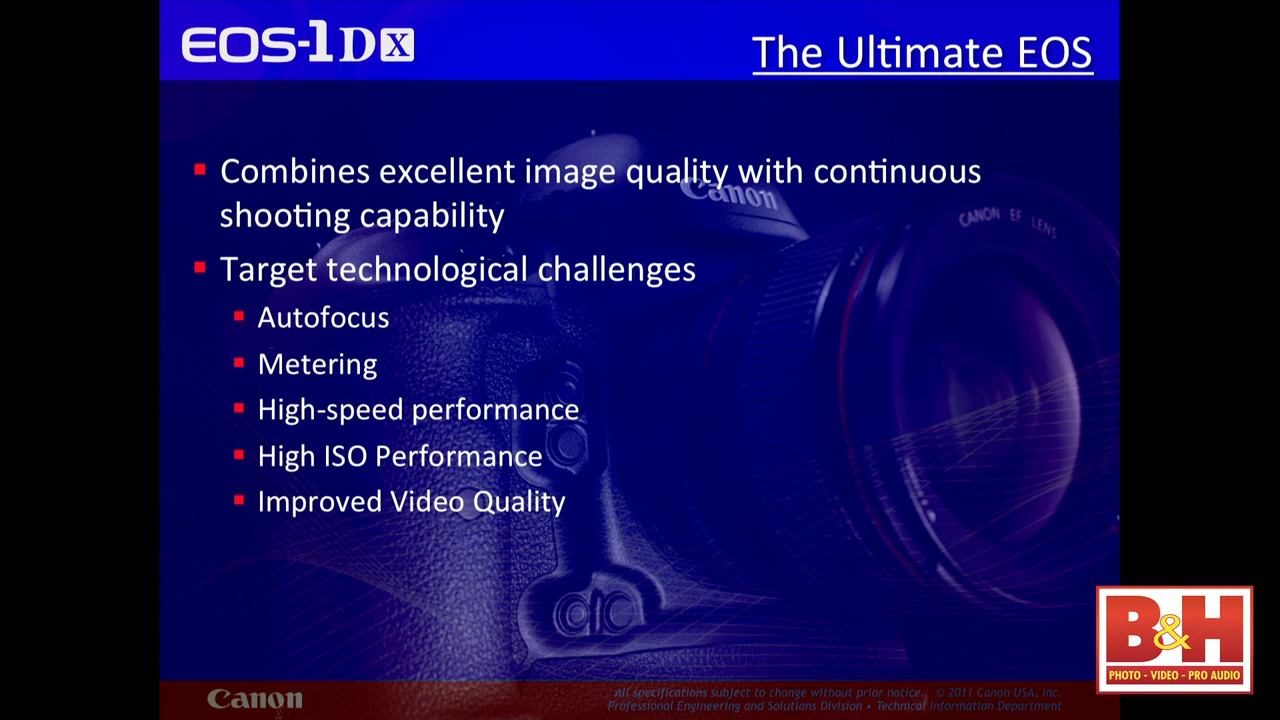 EOS-1D X
The Ultimate EOS
Combines excellent image quality with continuous
shooting capability
Target technological challenges
Autofocus
Metering
High-speed performance
High ISO Performance
Improved Video Quality
Canon
CANON EF LENS
Canon
All specifications subject to change without prior notice. © 2011 Canon USA, Inc.
Professional Engineering and Solutions Division • Technical Information Department
B&H
PHOTO - VIDEO - PRO AUDIO